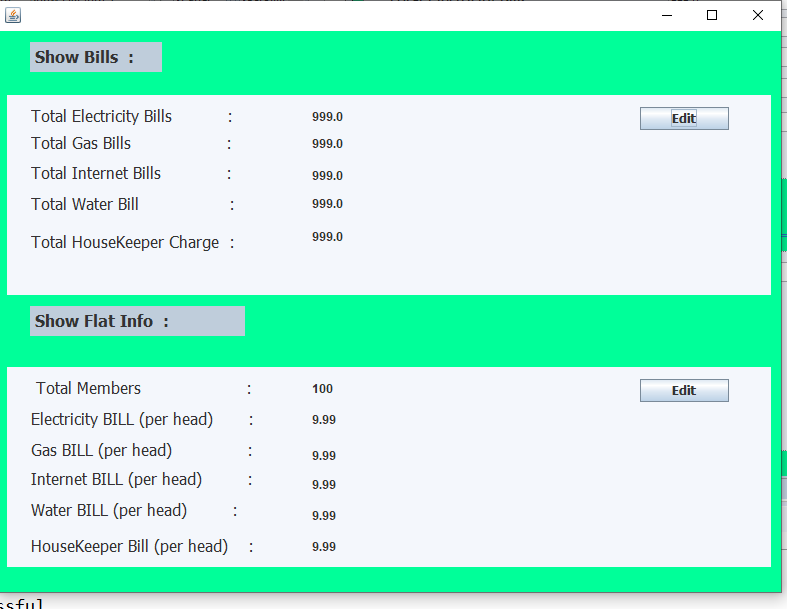 Show Bills :
Total Electricity Bills : 999.0 Edit
Total Gas Bills : 999.0
Total Internet Bills : 999.0
Total Water Bill : 999.0
Total HouseKeeper Charge : 999.0
Show Flat Info :
Total Members : 100 Edit
Electricity BILL (per head) : 9.99
Gas BILL (per head) : 9.99
Internet BILL (per head) : 9.99
Water BILL (per head) : 9.99
HouseKeeper Bill (per head) : 9.99
ssful